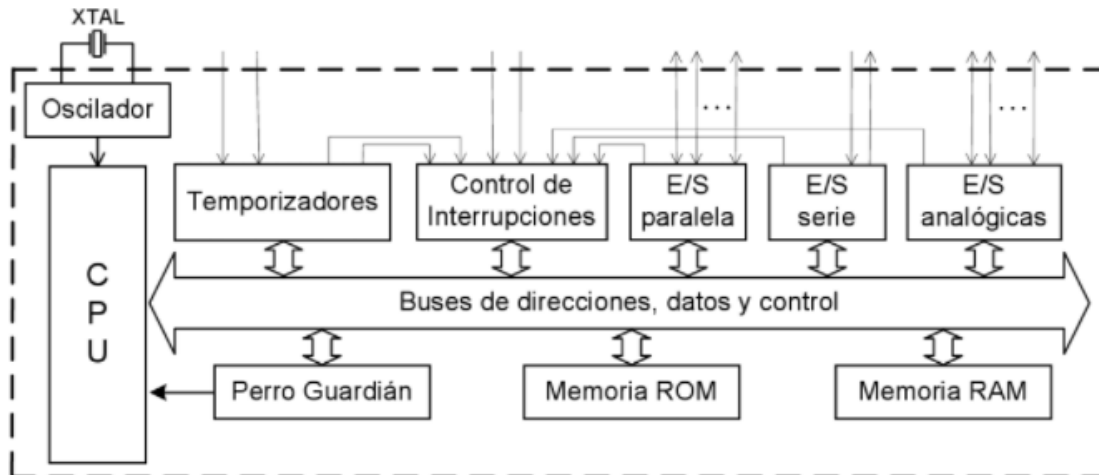 XTAL
Oscilador
Temporizadores
Control de
Interrupciones
E/S
paralela
E/S
serie
E/S
analógicas
...
...
C
P
U
Buses de direcciones, datos y control
Perro Guardián
Memoria ROM
Memoria RAM